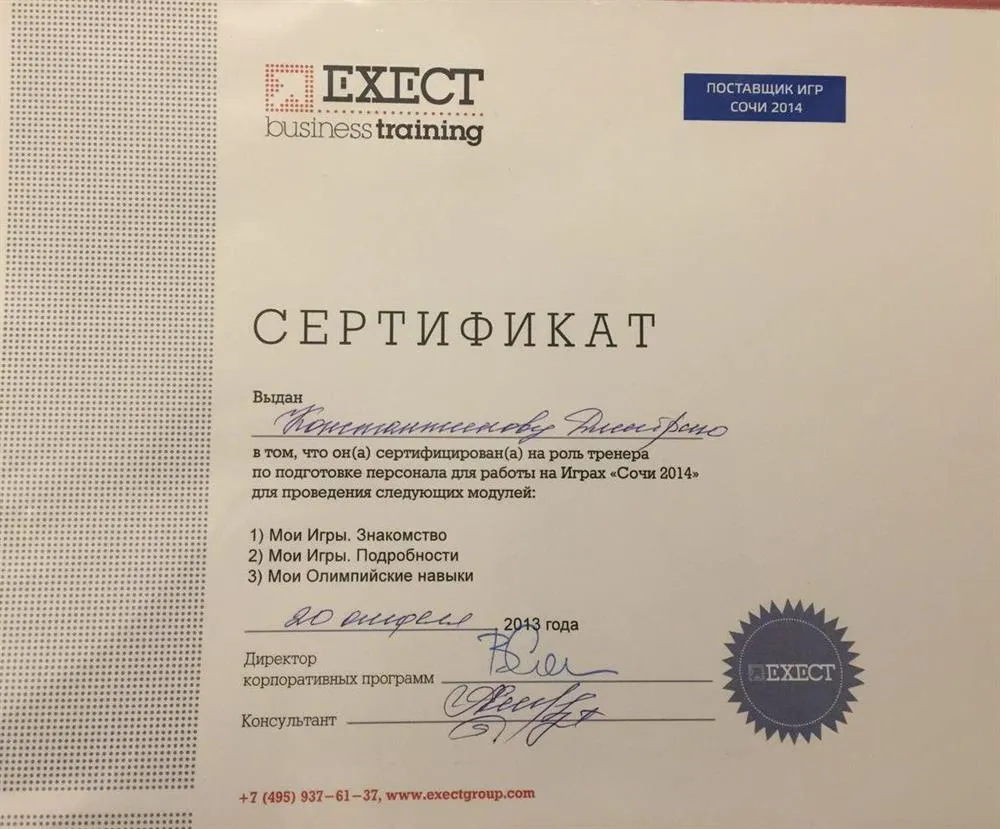 EXECT
business training
ПОСТАВЩИК ИГР
СОЧИ 2014
СЕРТИФИКАТ
Выдан
Константинову Дмитрию
в том, что он(а) сертифицирован(а) на роль тренера
по подготовке персонала для работы на Играх «Сочи 2014»
для проведения следующих модулей:
1) Мои Игры. Знакомство
2) Мои Игры. Подробности
3) Мои Олимпийские навыки
20 апреля 2013 года
Директор
корпоративных программ
Консультант
EXECT
+7 (495) 937-61-37, www.exectgroup.com